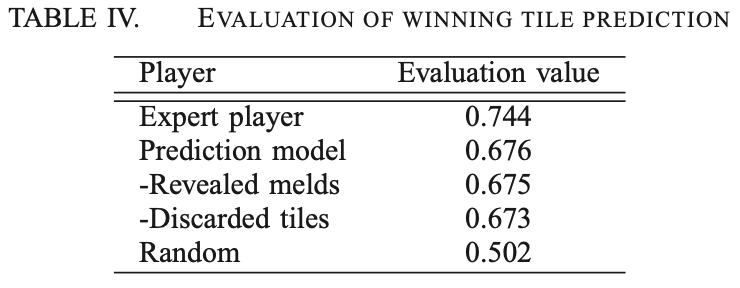 TABLE IV. EVALUATION OF WINNING TILE PREDICTION
Player Evaluation value
Expert player 0.744
Prediction model 0.676
-Revealed melds 0.675
-Discarded tiles 0.673
Random 0.502